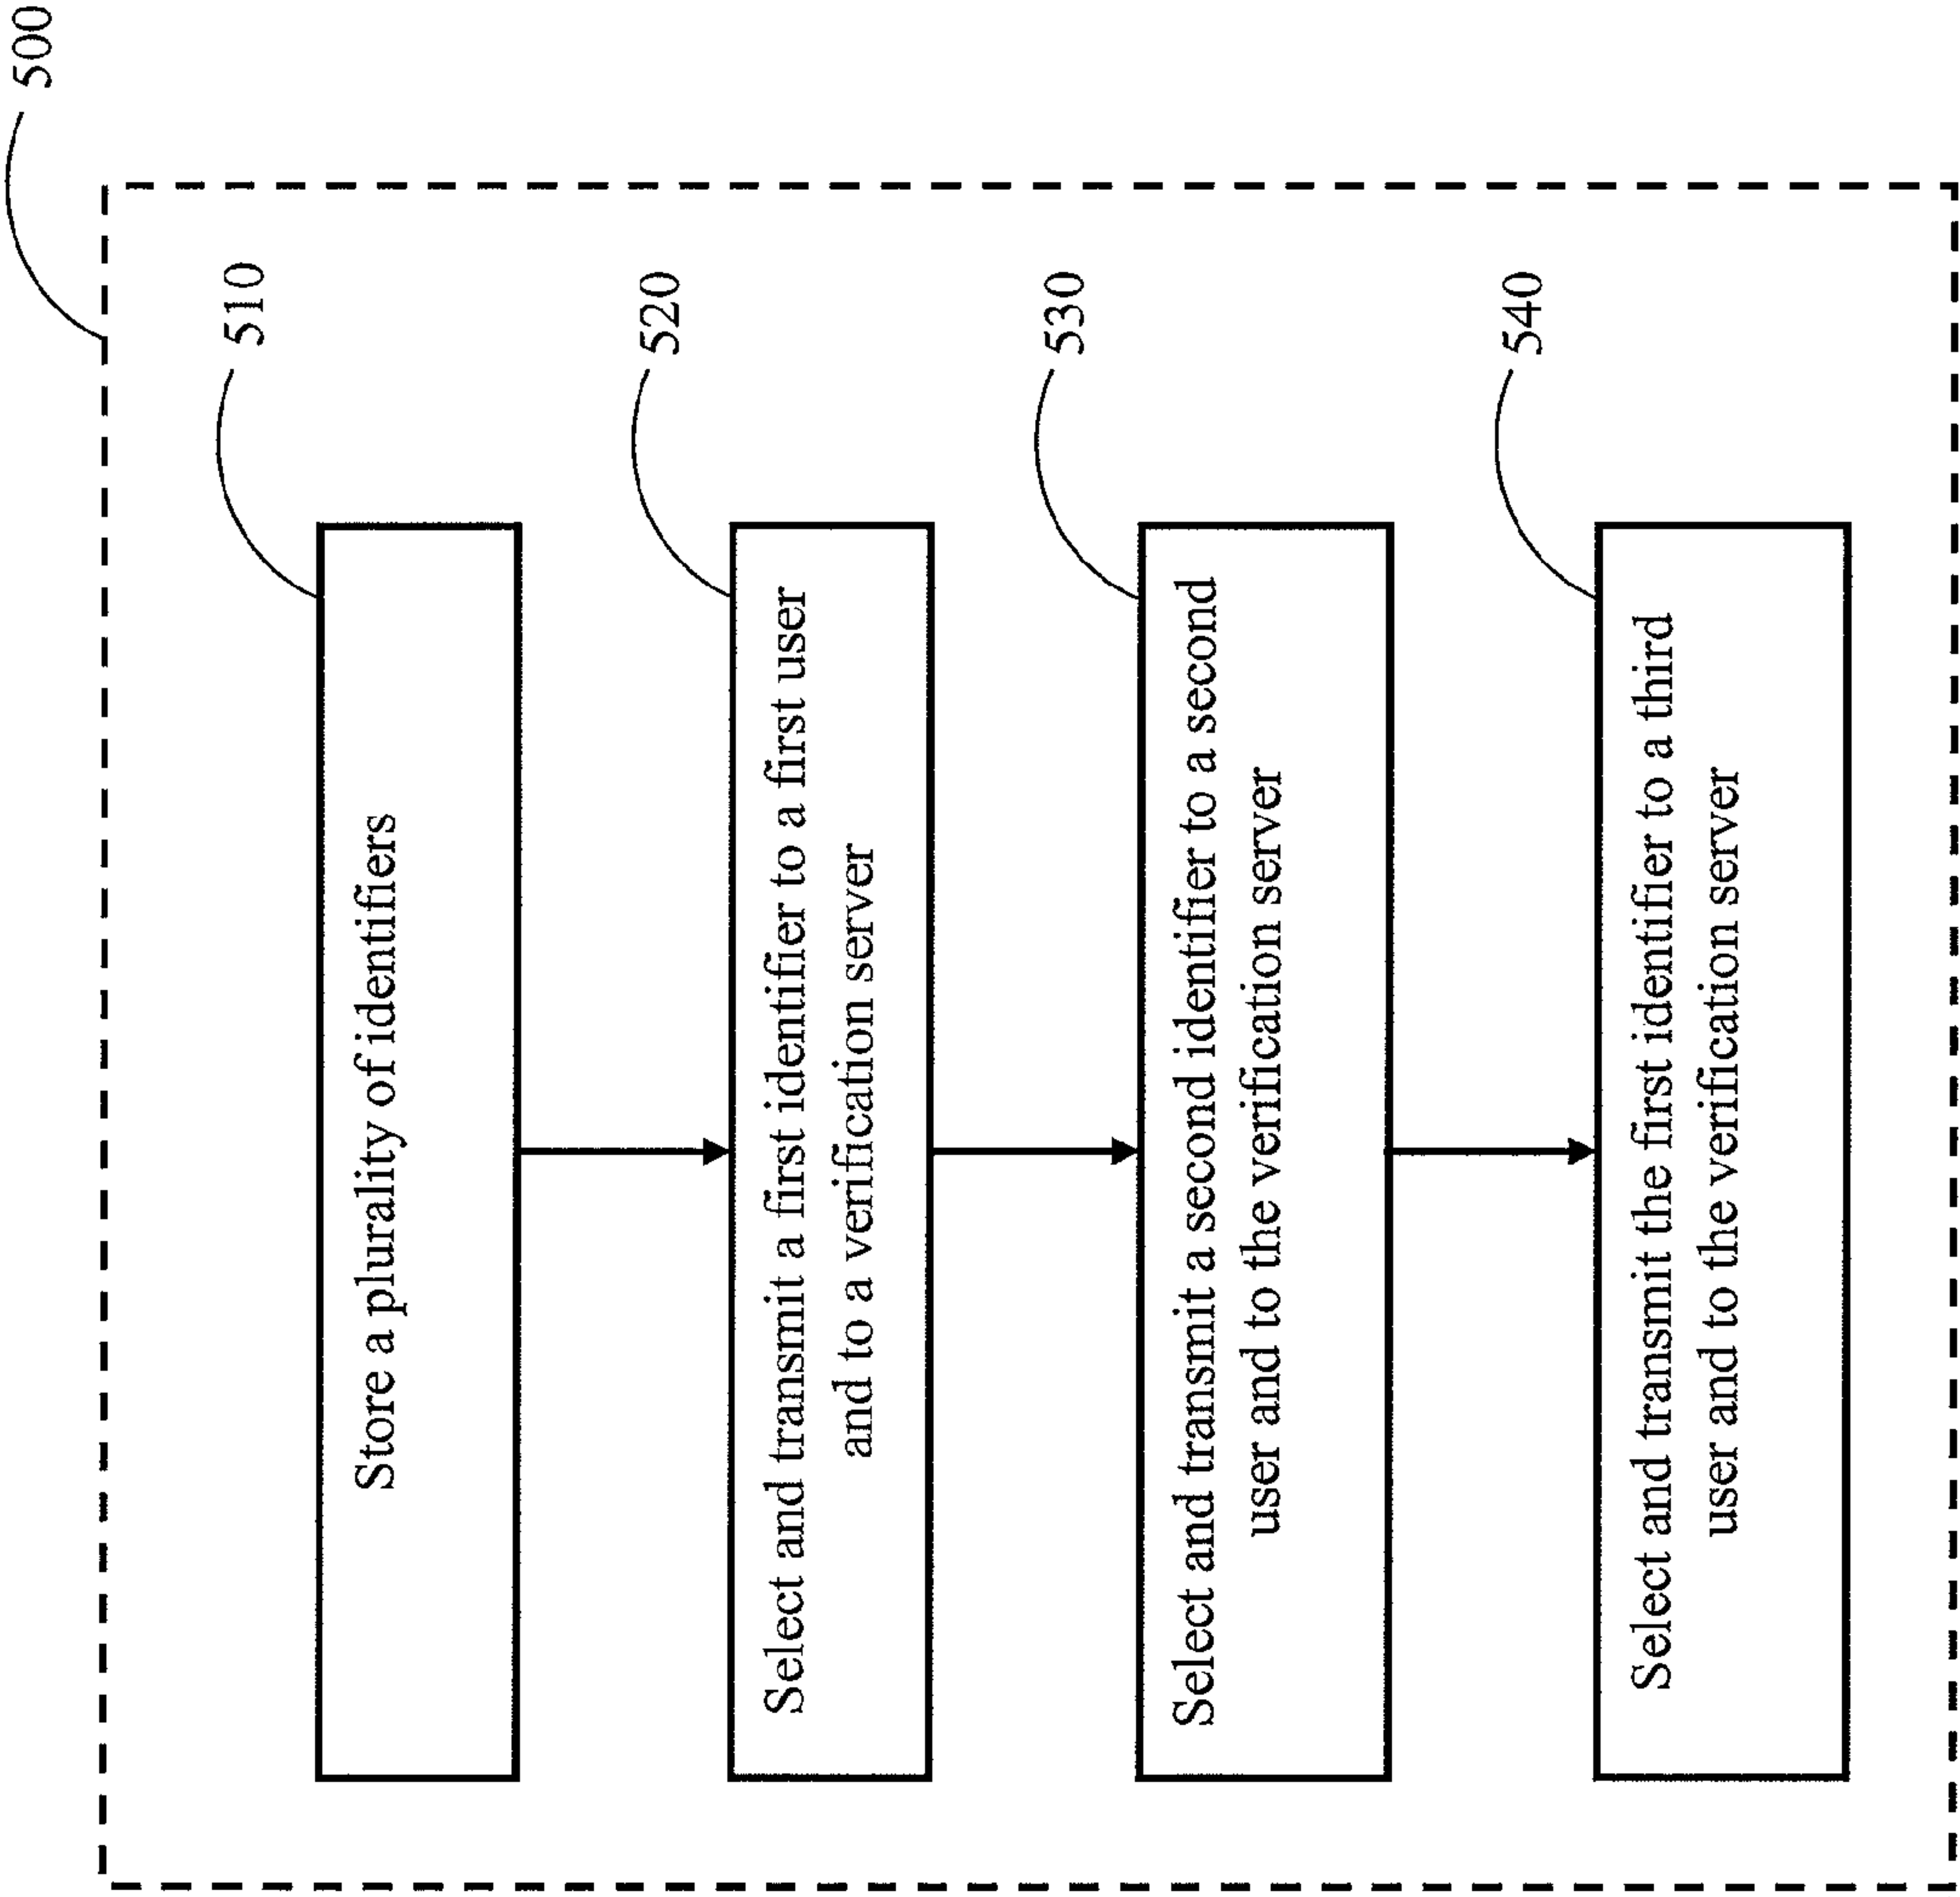 500
510
Store a plurality of identifiers
520
Select and transmit a first identifier to a first user
and to a verification server
530
Select and transmit a second identifier to a second
user and to the verification server
540
Select and transmit the first identifier to a third
user and to the verification server